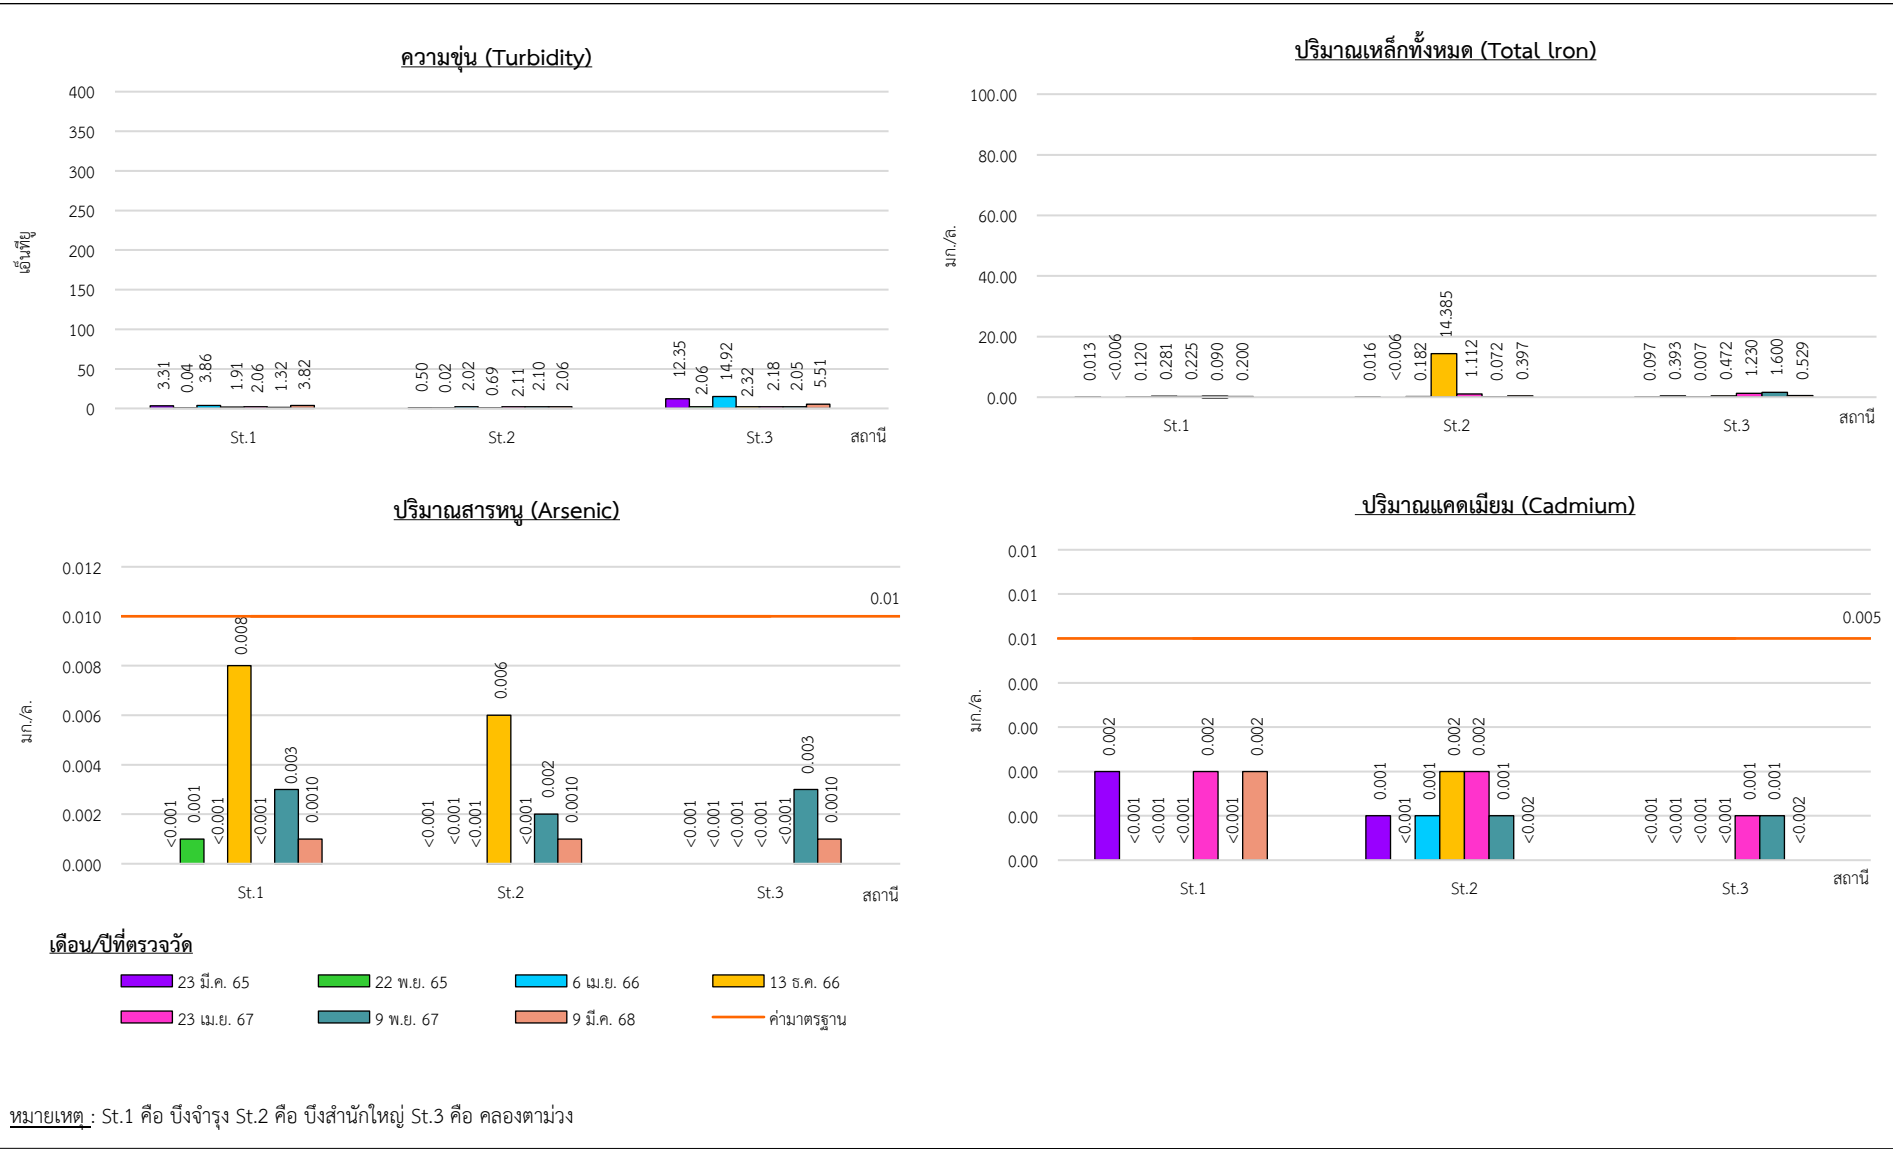 ความขุ่น (Turbidity)
400
350
300
250
200
150
100
50
0
เอ็นทียู
3.31 0.04 3.86 1.91 2.06 1.32 3.82
0.50 0.02 2.02 0.69 2.11 2.10 2.06
12.35 2.06 14.92 2.32 2.18 2.05 5.51
St.1 St.2 St.3 สถานี
ปริมาณเหล็กทั้งหมด (Total lron)
100.00
80.00
60.00
40.00
20.00
0.00
มก./ล.
0.013 <0.006 0.120 0.281 0.225 0.090 0.200
0.016 <0.006 0.182 14.385 1.112 0.072 0.397
0.097 0.393 0.007 0.472 1.230 1.600 0.529
St.1 St.2 St.3 สถานี
ปริมาณสารหนู (Arsenic)
0.012
0.010
0.008
0.006
0.004
0.002
0.000
มก./ล.
0.01
<0.001 0.001 <0.001 0.008 <0.001 0.003 0.0010
<0.001 <0.001 <0.001 0.006 <0.001 0.002 0.0010
<0.001 <0.001 <0.001 <0.001 <0.001 0.003 0.0010
St.1 St.2 St.3 สถานี
ปริมาณแคดเมียม (Cadmium)
0.01
0.01
0.01
0.00
0.00
0.00
0.00
0.00
มก./ล.
0.005
0.002 <0.001 <0.001 <0.001 0.002 <0.001 0.002
0.001 <0.001 0.001 0.002 0.002 0.001 <0.002
<0.001 <0.001 <0.001 <0.001 0.001 0.001 <0.002
St.1 St.2 St.3 สถานี
เดือน/ปีที่ตรวจวัด
23 มี.ค. 65 22 พ.ย. 65 6 เม.ย. 66 13 ธ.ค. 66
23 เม.ย. 67 9 พ.ย. 67 9 มี.ค. 68 ค่ามาตรฐาน
หมายเหตุ : St.1 คือ บึงจำรุง St.2 คือ บึงสำนักใหญ่ St.3 คือ คลองตาม่วง